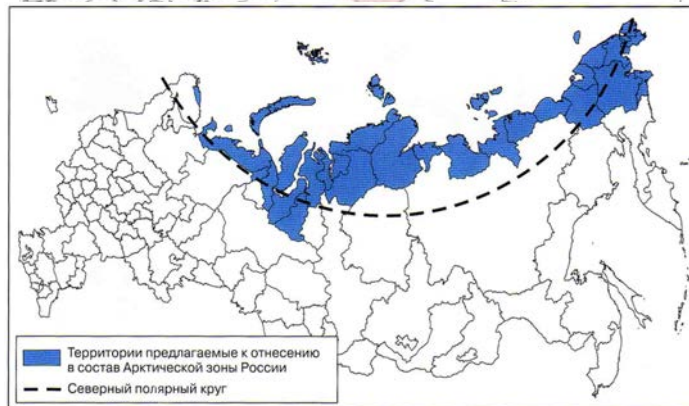 Территории предлагаемые к отнесению
в состав Арктической зоны России
Северный полярный круг